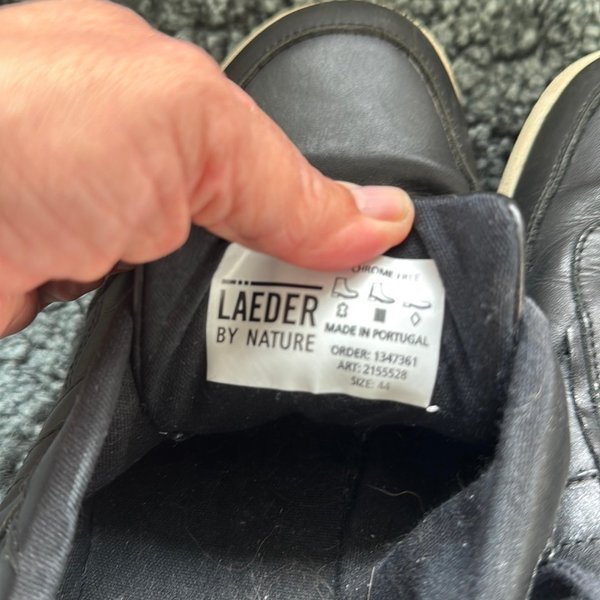 LAEDER
BY NATURE
CHROME FREE
MADE IN PORTUGAL
ORDER: 1347361
ART: 2155528
SIZE: 44